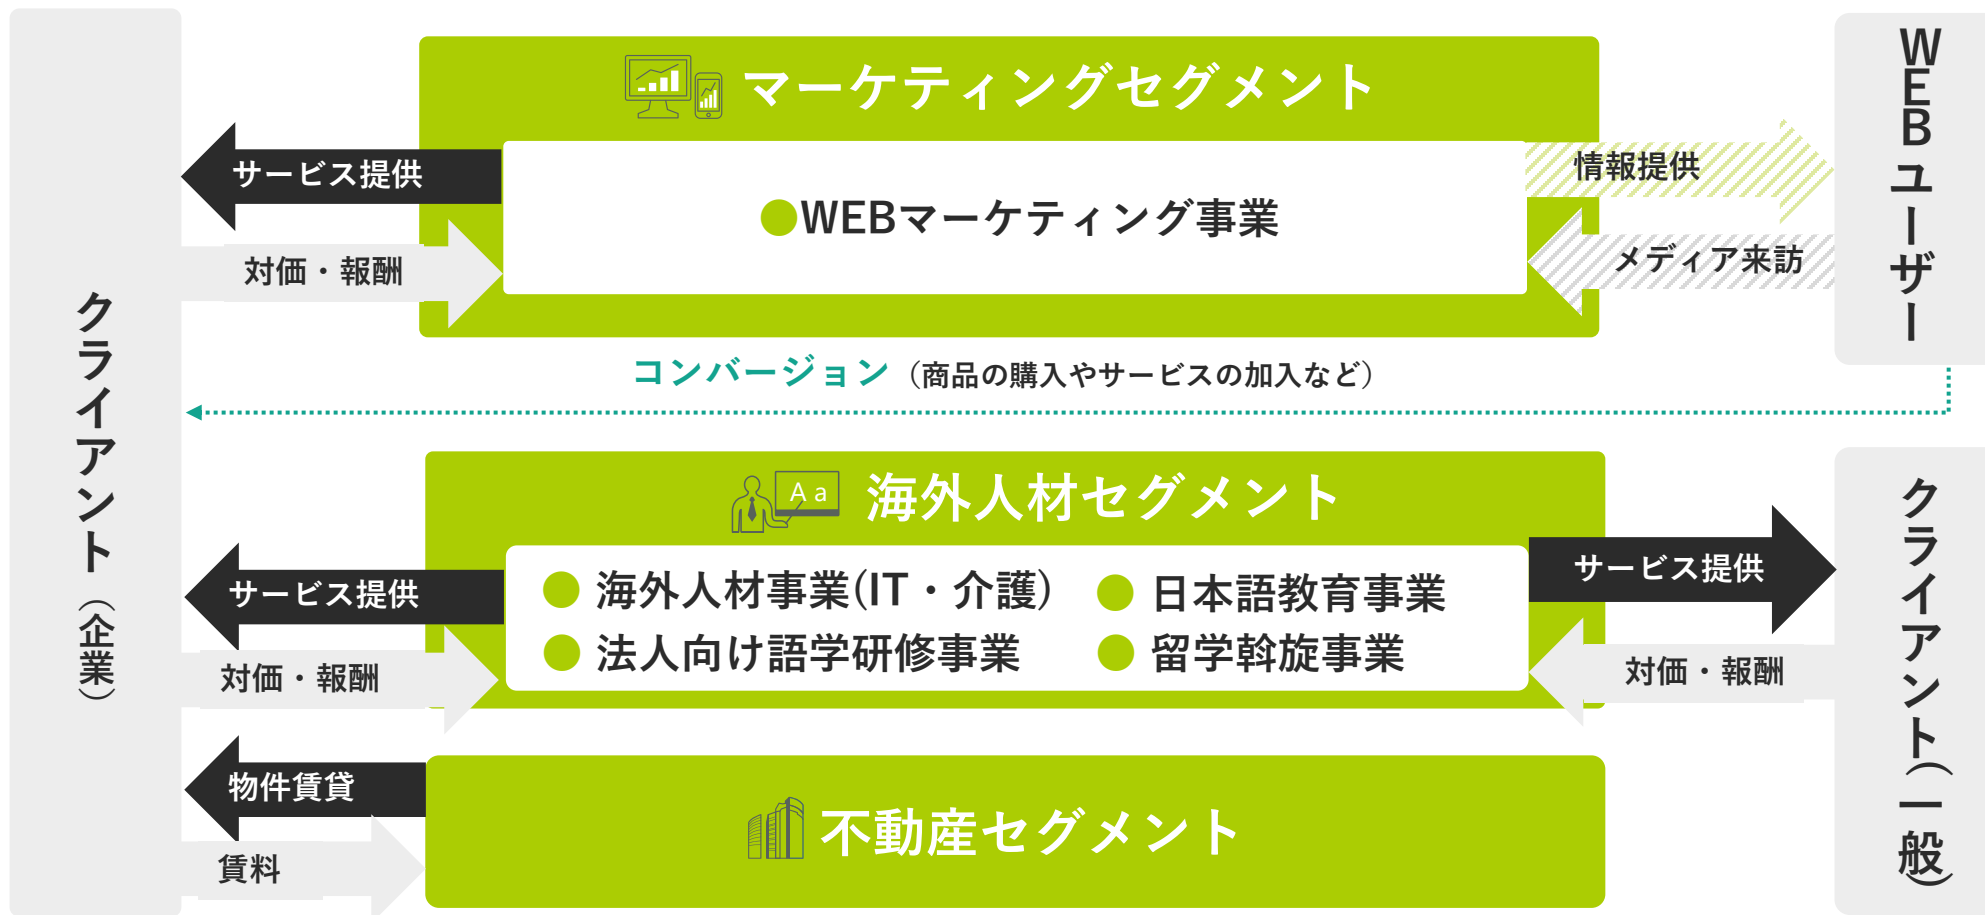 クライアント（企業）
マーケティングセグメント
サービス提供
対価・報酬
●WEBマーケティング事業
情報提供
メディア来訪
WEBユーザー
コンバージョン（商品の購入やサービスの加入など）
Aa
海外人材セグメント
サービス提供
対価・報酬
● 海外人材事業(IT・介護)
● 日本語教育事業
● 法人向け語学研修事業
● 留学斡旋事業
サービス提供
対価・報酬
クライアント（一般）
物件賃貸
賃料
不動産セグメント